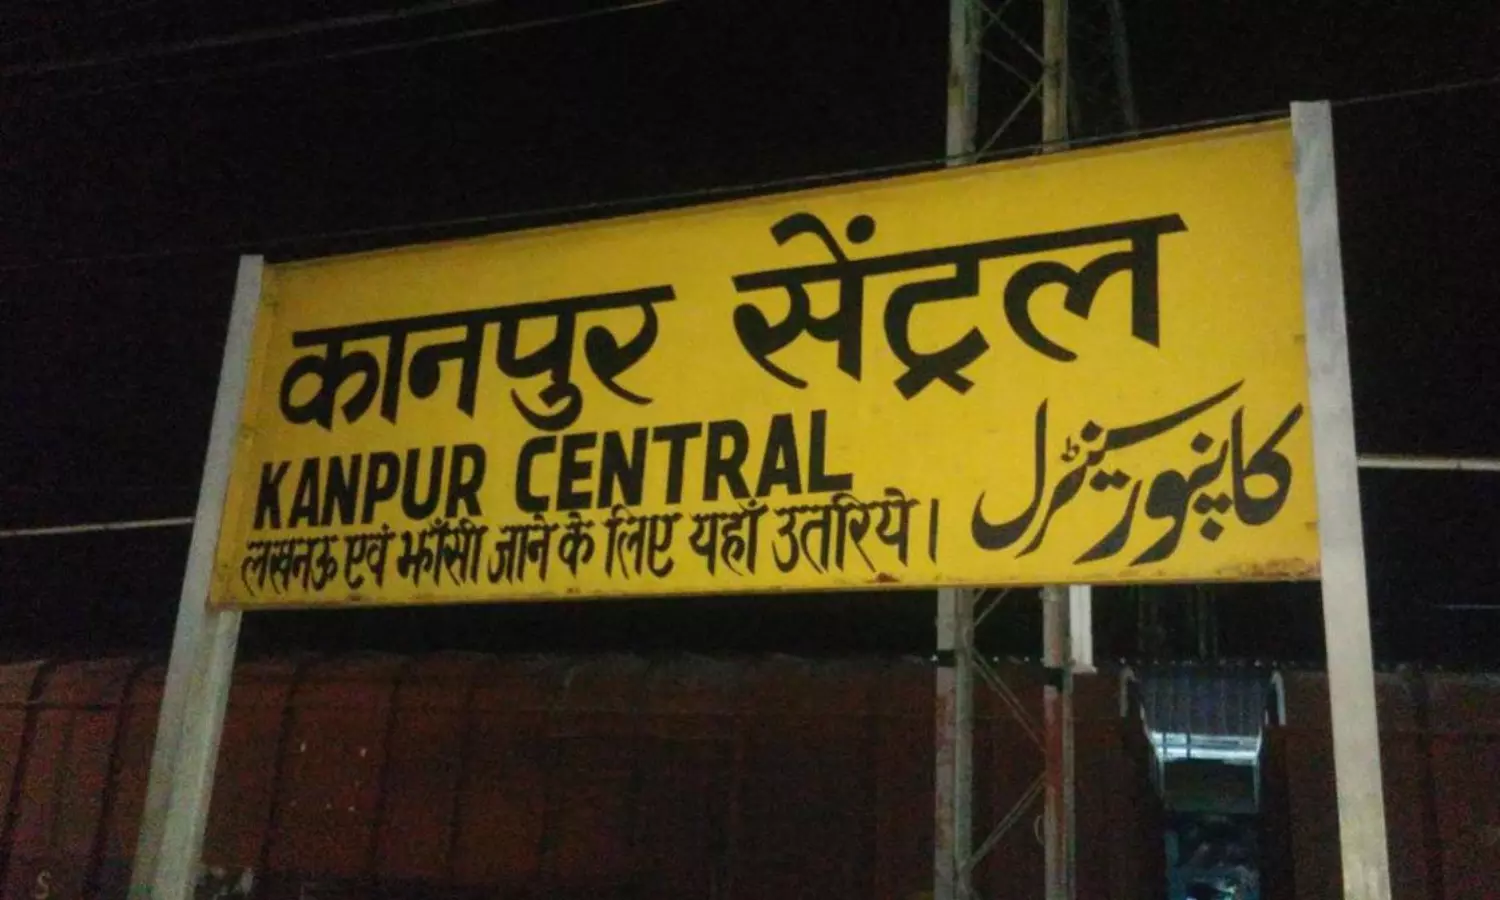 कानपुर सेंट्रल
KANPUR CENTRAL
کانپور سینٹرل
लखनऊ एवं झाँसी जाने के लिए यहाँ उतरिये।